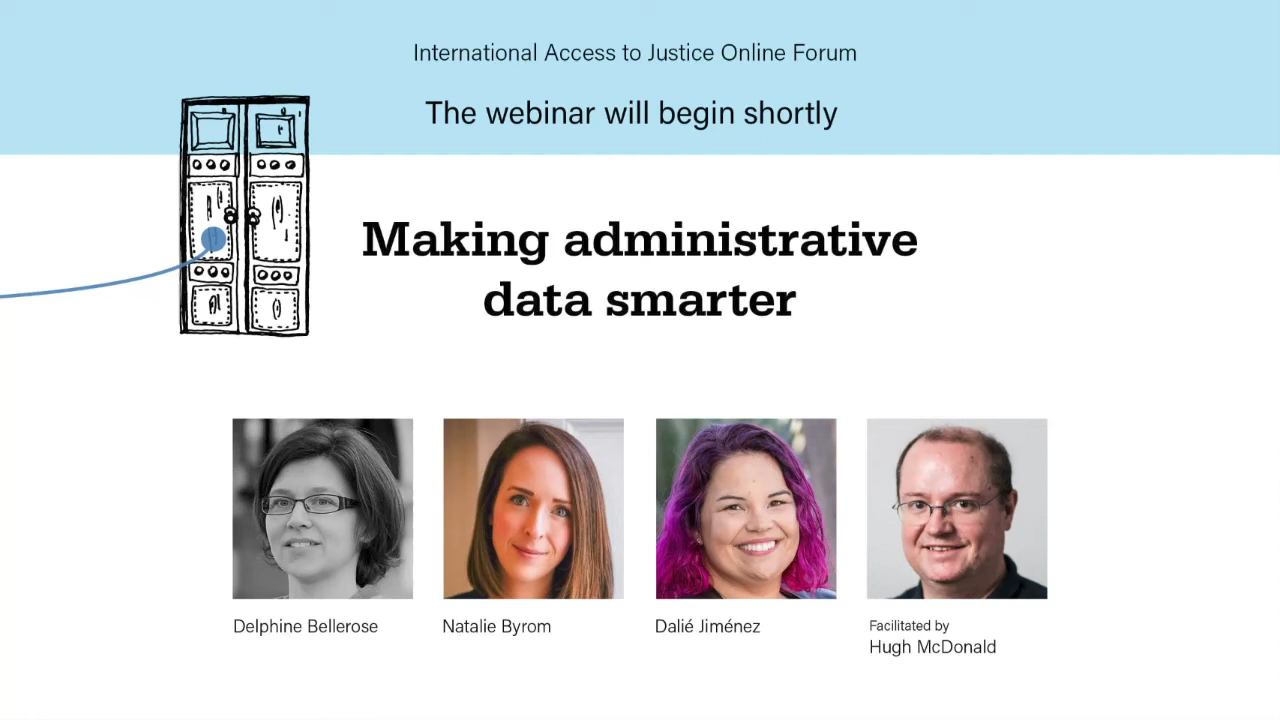 International Access to Justice Online Forum
The webinar will begin shortly
Making administrative
data smarter
Delphine Bellerose
Natalie Byrom
Dalié Jiménez
Facilitated by
Hugh McDonald